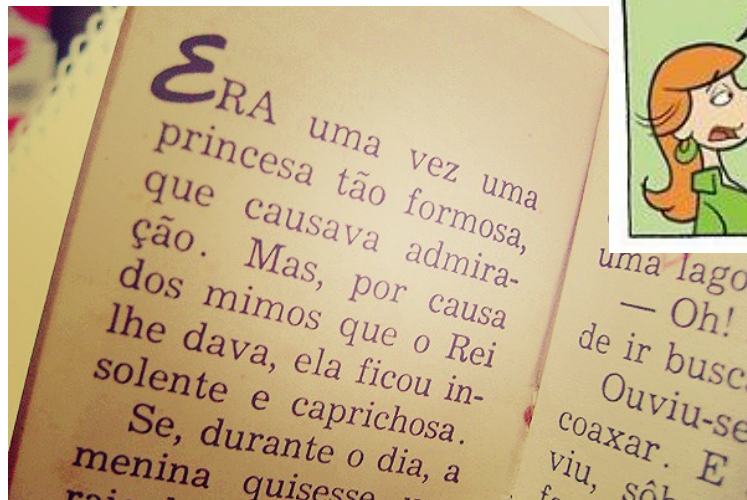 ERA uma vez uma
princesa tão formosa,
que causava admira-
ção. Mas, por causa
dos mimos que o Rei
lhe dava, ela ficou in-
solente e caprichosa.
Se, durante o dia, a
menina quisesse
uma lago
— Oh!
de ir busc
Ouviu-se
coaxar. E
viu, sôb